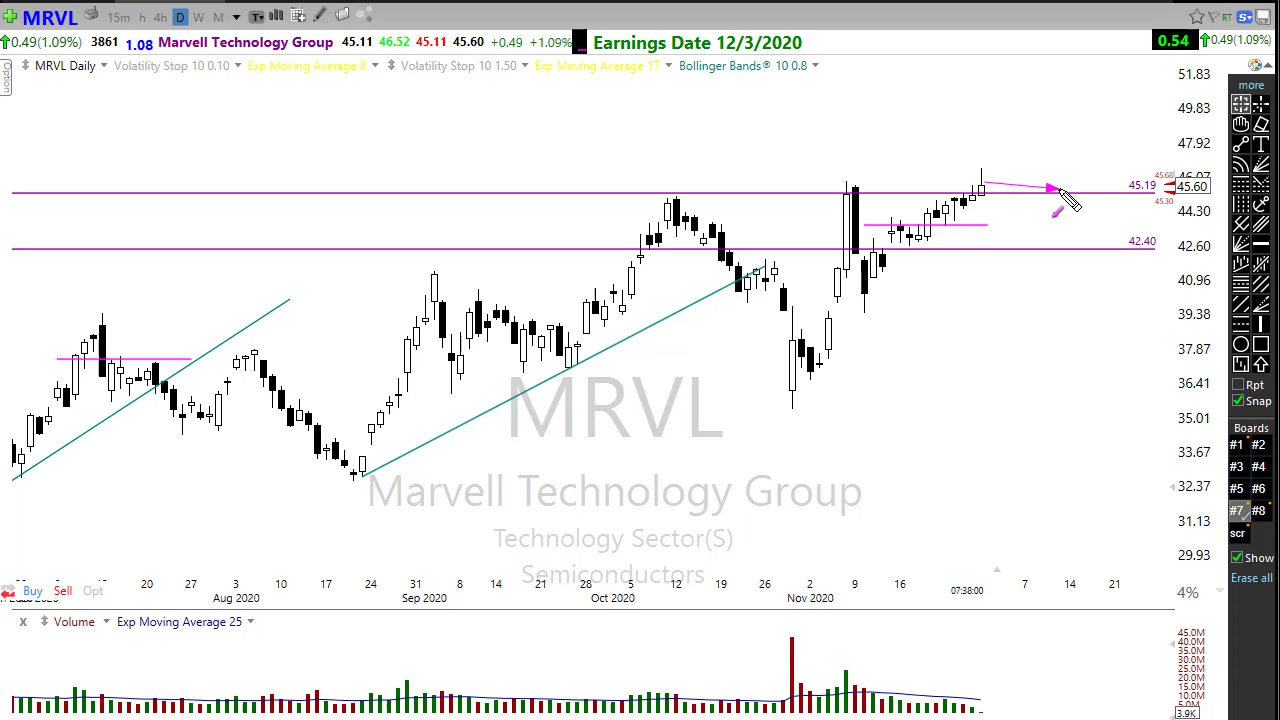 MRVL 15m h 4h D W M T RT S
0.49(1.09%) 3861 1.08 Marvell Technology Group 45.11 46.52 45.11 45.60 +0.49 +1.09% ... Earnings Date 12/3/2020 0.54 0.49(1.09%)
MRVL Daily Volatility Stop 10 0.10 Exp Moving Average 8 Volatility Stop 10 1.50 Exp Moving Average 17 Bollinger Bands® 10 0.8
Option
51.83
49.83
47.92
45.68
45.19 45.60
45.30
44.30
42.40 42.60
40.96
39.38
37.87
36.41
35.01
33.67
32.37
31.13
29.93
MRVL
Marvell Technology Group
Technology Sector(S)
Semiconductors
20 27 3 10 17 24 31 8 14 21 28 5 12 19 26 2 9 16 7 14 21
Aug 2020 Sep 2020 Oct 2020 Nov 2020 07:38:00
Buy Sell Opt 4%
X Volume Exp Moving Average 25
45.0M
40.0M
35.0M
30.0M
25.0M
20.0M
15.0M
10.0M
3.9K
more
T
Rpt
Snap
Boards
#1 #2
#3 #4
#5 #6
#7 #8
scr
Show
Erase all